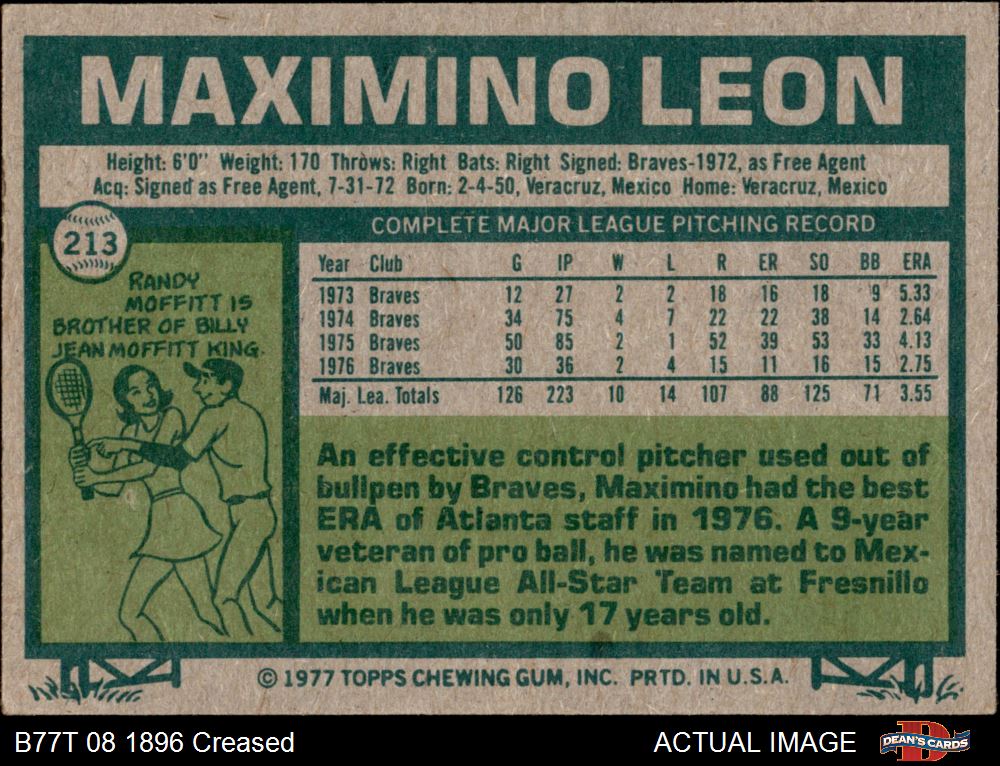 MAXIMINO LEON
Height: 6'0" Weight: 170 Throws: Right Bats: Right Signed: Braves-1972, as Free Agent
Acq: Signed as Free Agent, 7-31-72 Born: 2-4-50, Veracruz, Mexico Home: Veracruz, Mexico
213
RANDY
MOFFITT IS
BROTHER OF BILLY
JEAN MOFFITT KING.
COMPLETE MAJOR LEAGUE PITCHING RECORD
Year Club G IP W L R ER SO BB ERA
1973 Braves 12 27 2 2 18 16 18 9 5.33
1974 Braves 34 75 4 7 22 22 38 14 2.64
1975 Braves 50 85 2 1 52 39 53 33 4.13
1976 Braves 30 36 2 4 15 11 16 15 2.75
Maj. Lea. Totals 126 223 10 14 107 88 125 71 3.55
An effective control pitcher used out of
bullpen by Braves, Maximino had the best
ERA of Atlanta staff in 1976. A 9-year
veteran of pro ball, he was named to Mex-
ican League All-Star Team at Fresnillo
when he was only 17 years old.
© 1977 TOPPS CHEWING GUM, INC. PRTD. IN U.S.A.
B77T 08 1896 Creased
ACTUAL IMAGE
D
DEAN'S CARDS